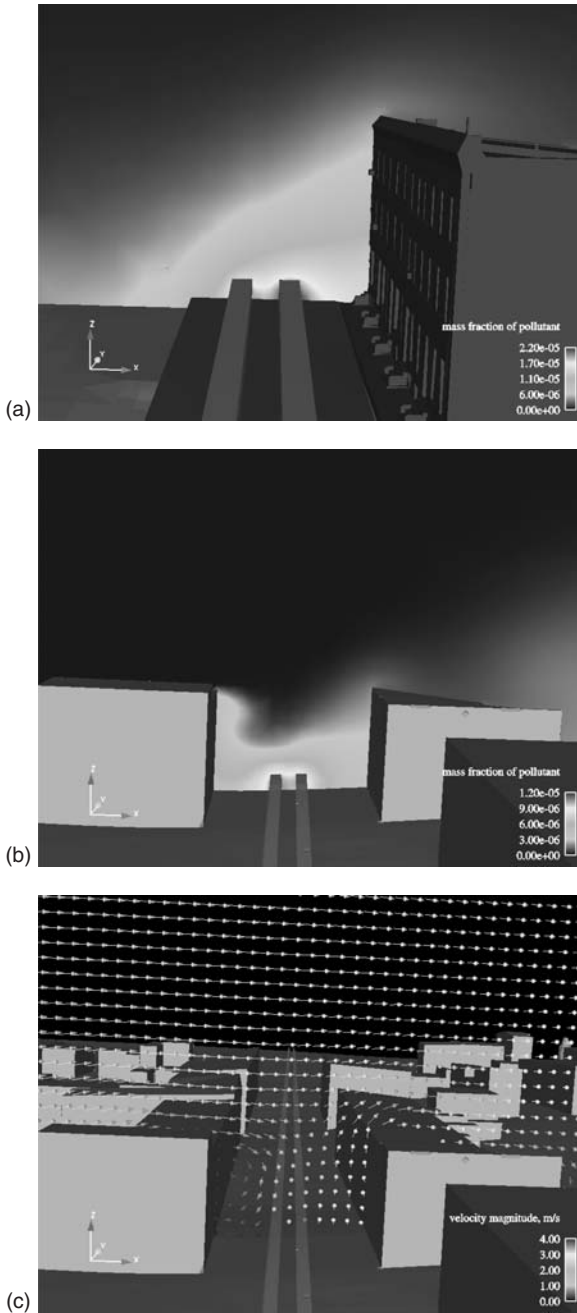 mass fraction of pollutant
2.20e-05
1.70e-05
1.10e-05
6.00e-06
0.00e+00
Z
Y
X
(a)
mass fraction of pollutant
1.20e-05
9.00e-06
6.00e-06
3.00e-06
0.00e+00
Z
Y
X
(b)
velocity magnitude, m/s
4.00
3.00
2.00
1.00
0.00
Z
Y
X
(c)